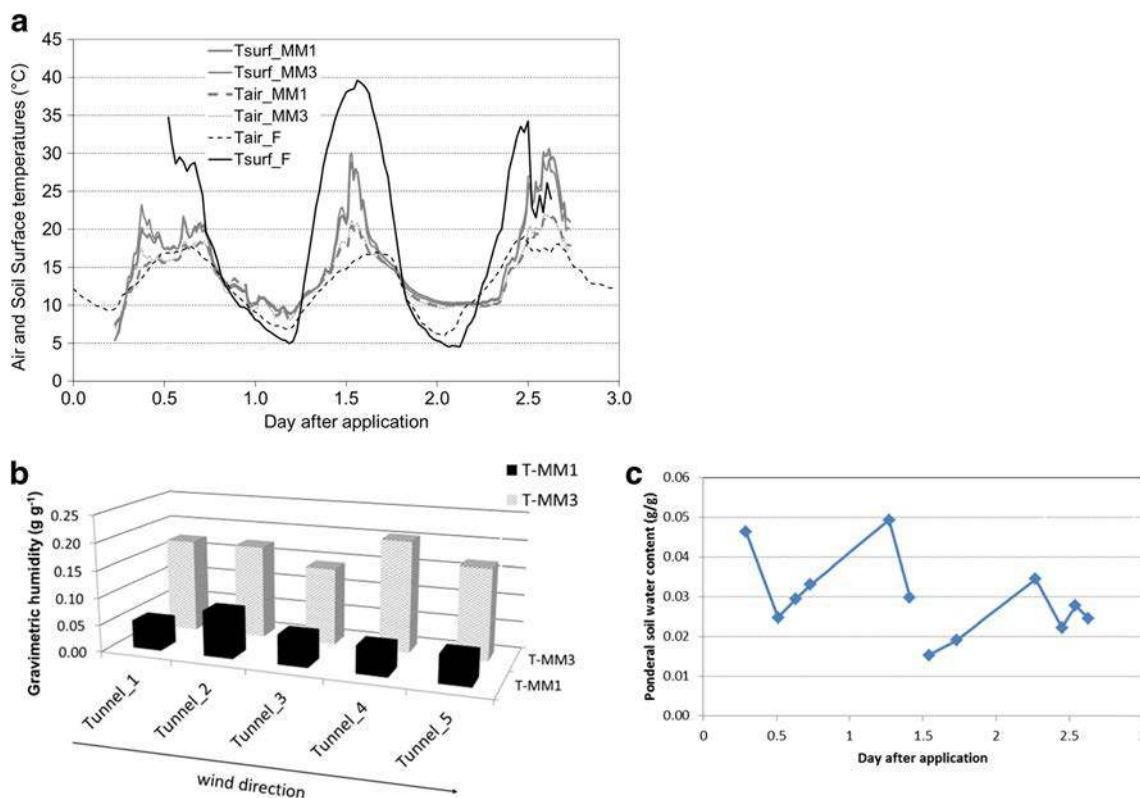 a
Air and Soil Surface temperatures (°C)
45
40
35
30
25
20
15
10
5
0
Tsurf_MM1
Tsurf_MM3
Tair_MM1
Tair_MM3
Tair_F
Tsurf_F
0.0 0.5 1.0 1.5 2.0 2.5 3.0
Day after application
b
T-MM1
T-MM3
Gravimetric humidity (g g⁻¹)
0.25
0.20
0.15
0.10
0.05
0.00
T-MM3
T-MM1
Tunnel_1
Tunnel_2
Tunnel_3
Tunnel_4
Tunnel_5
wind direction
c
Ponderal soil water content (g/g)
0.06
0.05
0.04
0.03
0.02
0.01
0.00
0 0.5 1 1.5 2 2.5
Day after application